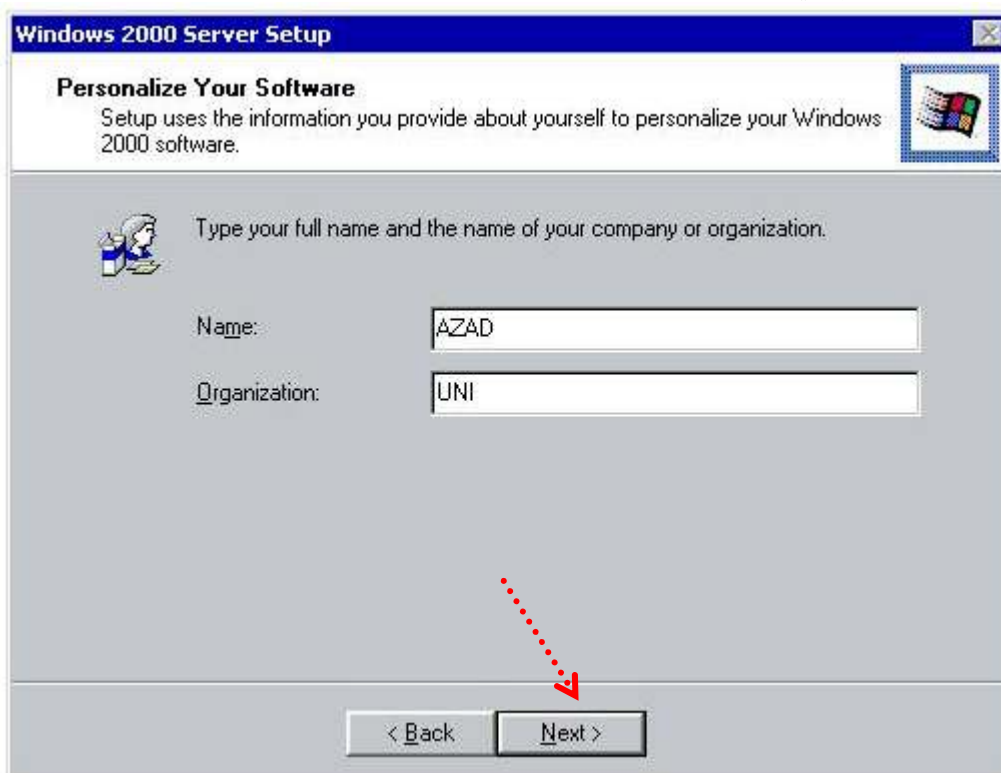 Windows 2000 Server Setup
Personalize Your Software
Setup uses the information you provide about yourself to personalize your Windows
2000 software.
Type your full name and the name of your company or organization.
Name: AZAD
Organization: UNI
< Back Next >